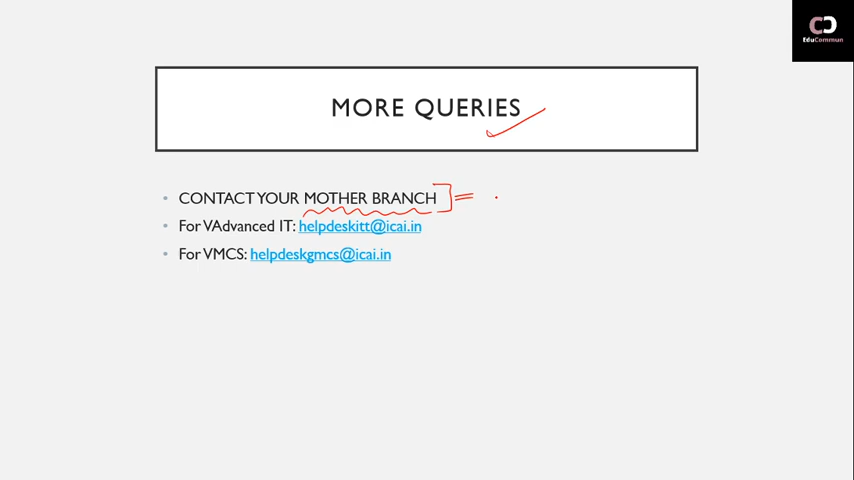 EduCommun
MORE QUERIES
• CONTACT YOUR MOTHER BRANCH
• For VAdvanced IT: helpdeskitt@icai.in
• For VMCS: helpdeskgmcs@icai.in